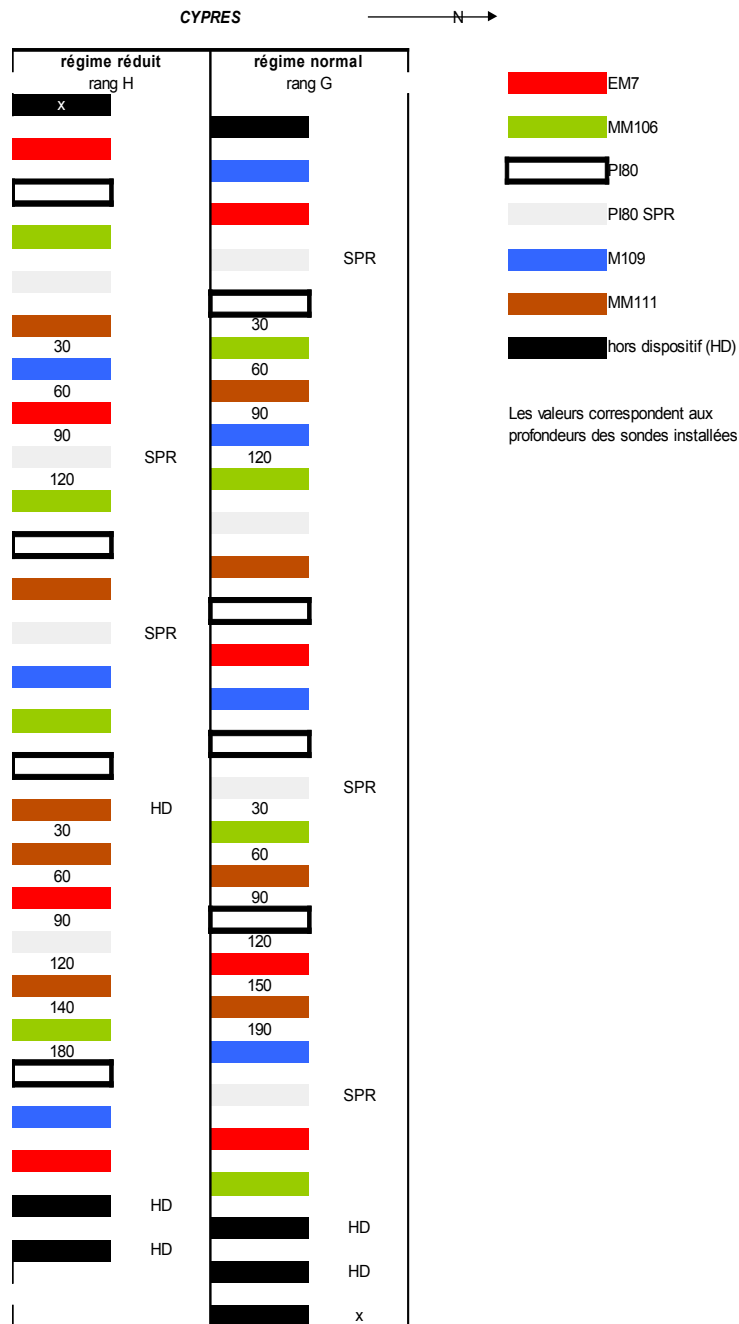 CYPRES N
régime réduit régime normal
rang H rang G
x
EM7
MM106
PI80
PI80 SPR
SPR
M109
30
MM111
30
hors dispositif (HD)
60
60
90
Les valeurs correspondent aux
90
profondeurs des sondes installées
SPR 120
120
SPR
SPR
HD 30
30
60
60
90
90
120
120
150
140
190
180
SPR
HD
HD
HD
HD
x